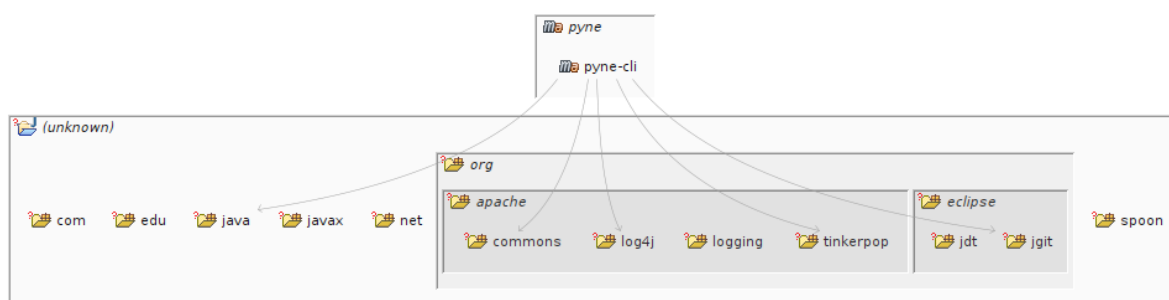 pyne
pyne-cli
(unknown)
org
apache
eclipse
com edu java javax net spoon
commons log4j logging tinkerpop jdt jgit